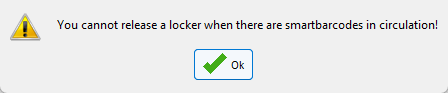 You cannot release a locker when there are smartbarcodes in circulation!
Ok